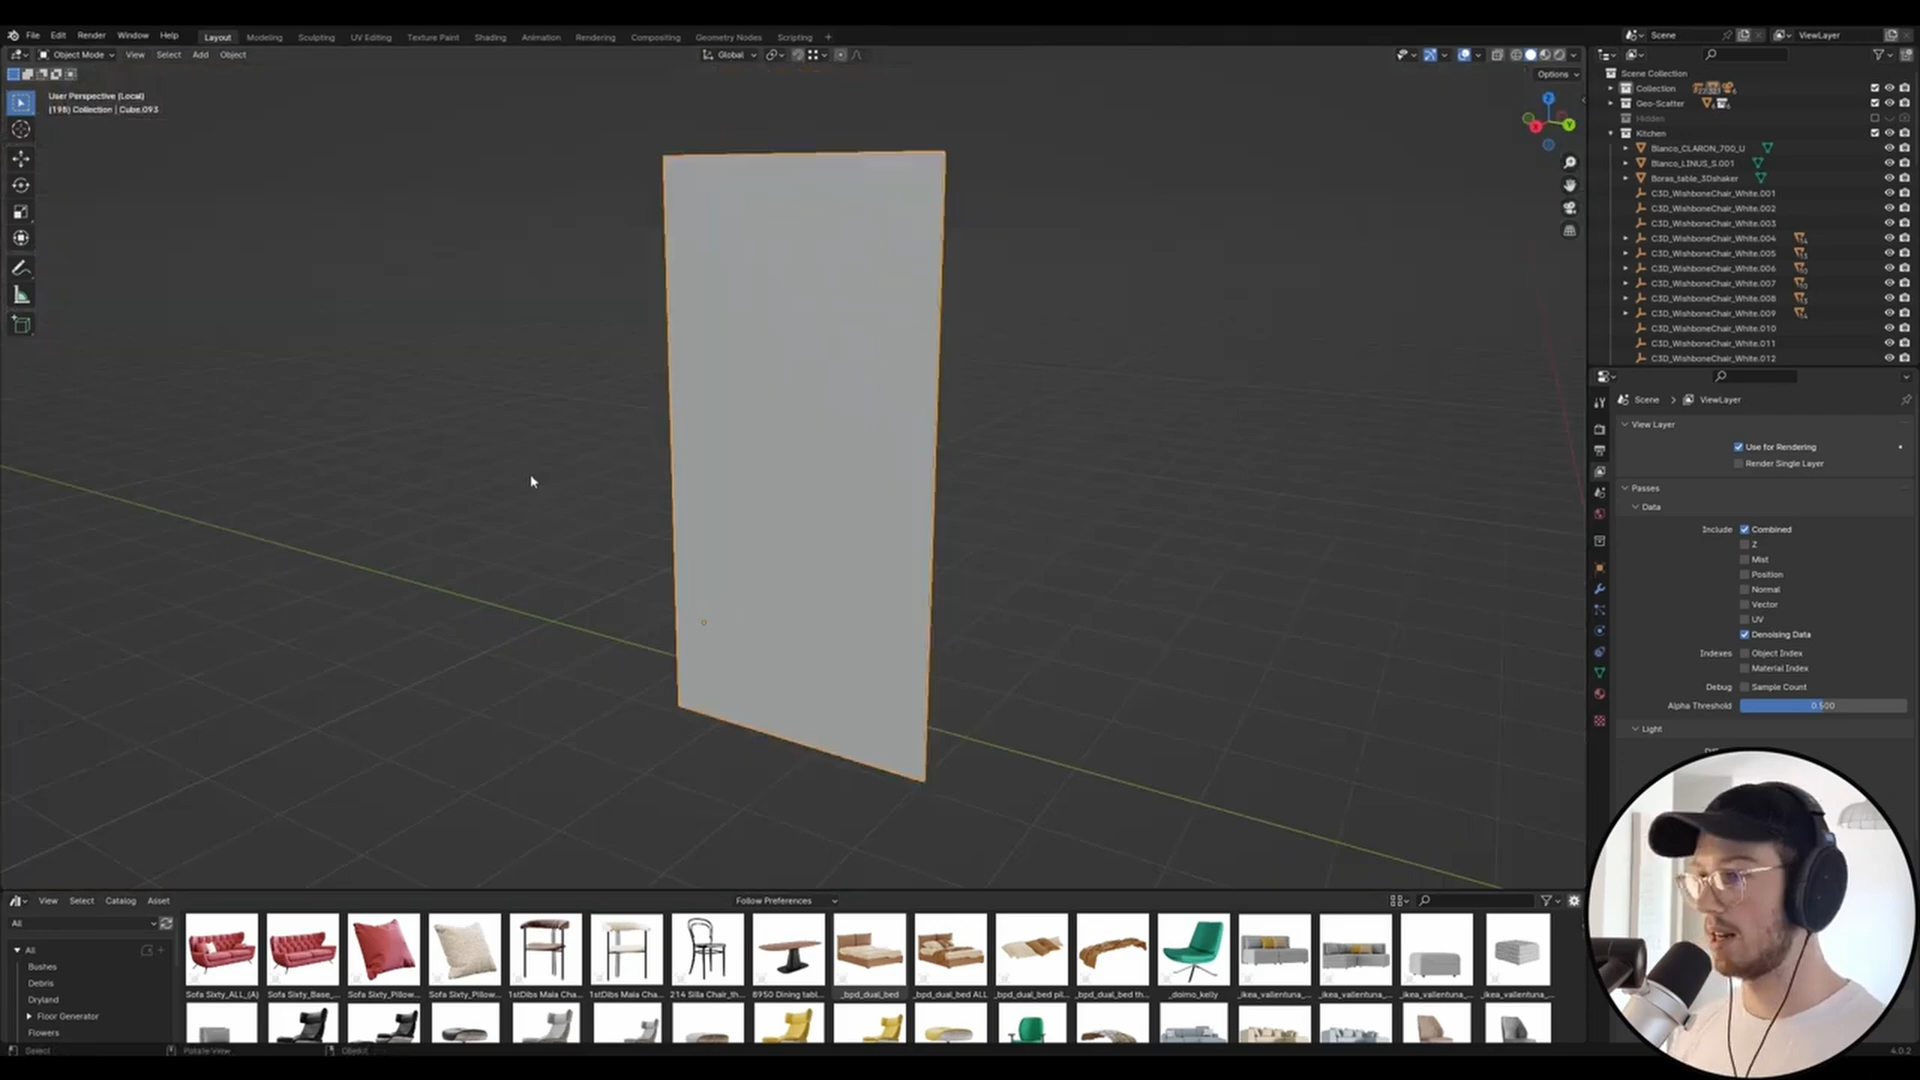 File Edit Render Window Help
Layout Modeling Sculpting UV Editing Texture Paint Shading Animation Rendering Compositing Geometry Nodes Scripting +
Scene
ViewLayer
Object Mode View Select Add Object
Global
Options
User Perspective (Local)
(198) Collection | Cube.093
Z
Y
X
Scene Collection
Collection
Geo-Scatter
Hidden
Kitchen
Blanco_CLARON_700_U
Blanco_LINUS_S.001
Boras_table_3Dshaker
C3D_WishboneChair_White.001
C3D_WishboneChair_White.002
C3D_WishboneChair_White.003
C3D_WishboneChair_White.004
C3D_WishboneChair_White.005
C3D_WishboneChair_White.006
C3D_WishboneChair_White.007
C3D_WishboneChair_White.008
C3D_WishboneChair_White.009
C3D_WishboneChair_White.010
C3D_WishboneChair_White.011
C3D_WishboneChair_White.012
Scene > ViewLayer
View Layer
Use for Rendering
Render Single Layer
Passes
Data
Include Combined
Z
Mist
Position
Normal
Vector
UV
Denoising Data
Indexes Object Index
Material Index
Debug Sample Count
Alpha Threshold 0.500
Light
View Select Catalog Asset
Follow Preferences
All
All
Bushes
Debris
Dryland
Floor Generator
Flowers
Sofa Sixty_ALL_(A)
Sofa Sixty_Base_...
Sofa Sixty_Pillow...
Sofa Sixty_Pillow...
1stDibs Maia Cha...
1stDibs Maia Cha...
214 Silla Chair_th...
8950 Dining tabl...
_bpd_dual_bed
_bpd_dual_bed ALL
_bpd_dual_bed pil...
_bpd_dual_bed th...
_doimo_kelly
_ikea_vallentuna_...
_ikea_vallentuna_...
_ikea_vallentuna_...
_ikea_vallentuna_...
Select
Rotate View
Object
4.0.2